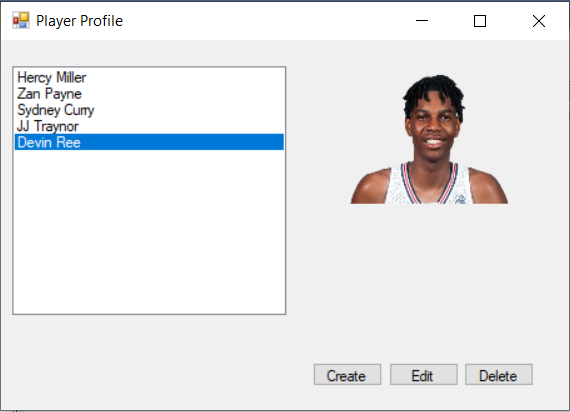 Player Profile
Hercy Miller
Zan Payne
Sydney Curry
JJ Traynor
Devin Ree
Create
Edit
Delete